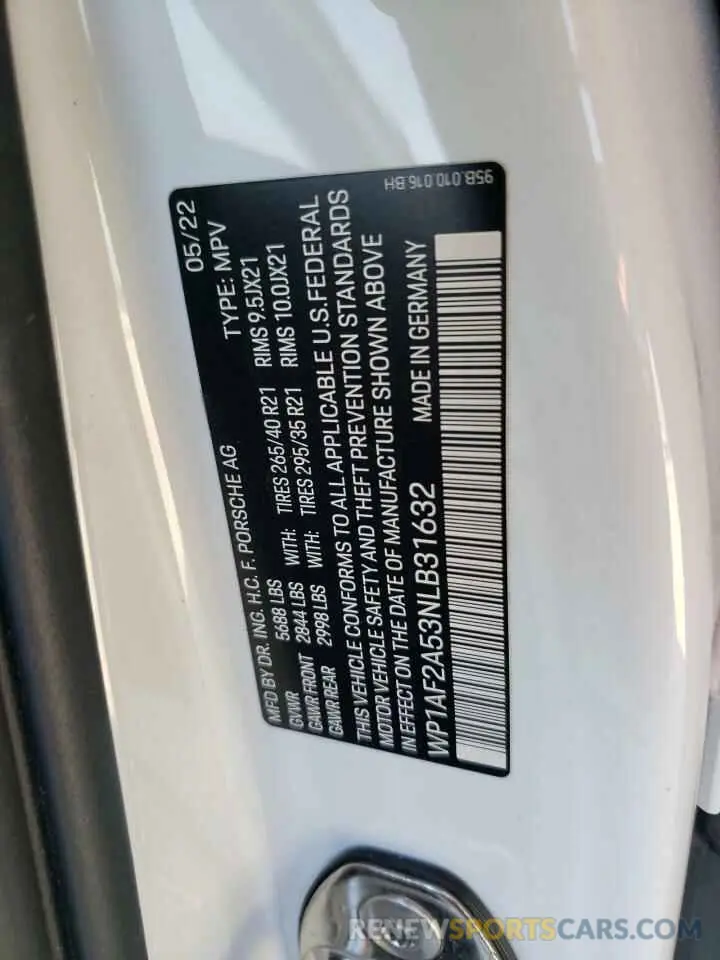 MFD BY DR. ING. H.C. F. PORSCHE AG 05/22
GVWR 5688 LBS TYPE: MPV
GAWR FRONT 2844 LBS WITH: TIRES 265/40 R21 RIMS 9.5JX21
GAWR REAR 2998 LBS WITH: TIRES 295/35 R21 RIMS 10.0JX21
THIS VEHICLE CONFORMS TO ALL APPLICABLE U.S. FEDERAL
MOTOR VEHICLE SAFETY AND THEFT PREVENTION STANDARDS
IN EFFECT ON THE DATE OF MANUFACTURE SHOWN ABOVE
WP1AF2A53NLB31632 MADE IN GERMANY
95B.010.016.BH
RENEWSPORTSCARS.COM